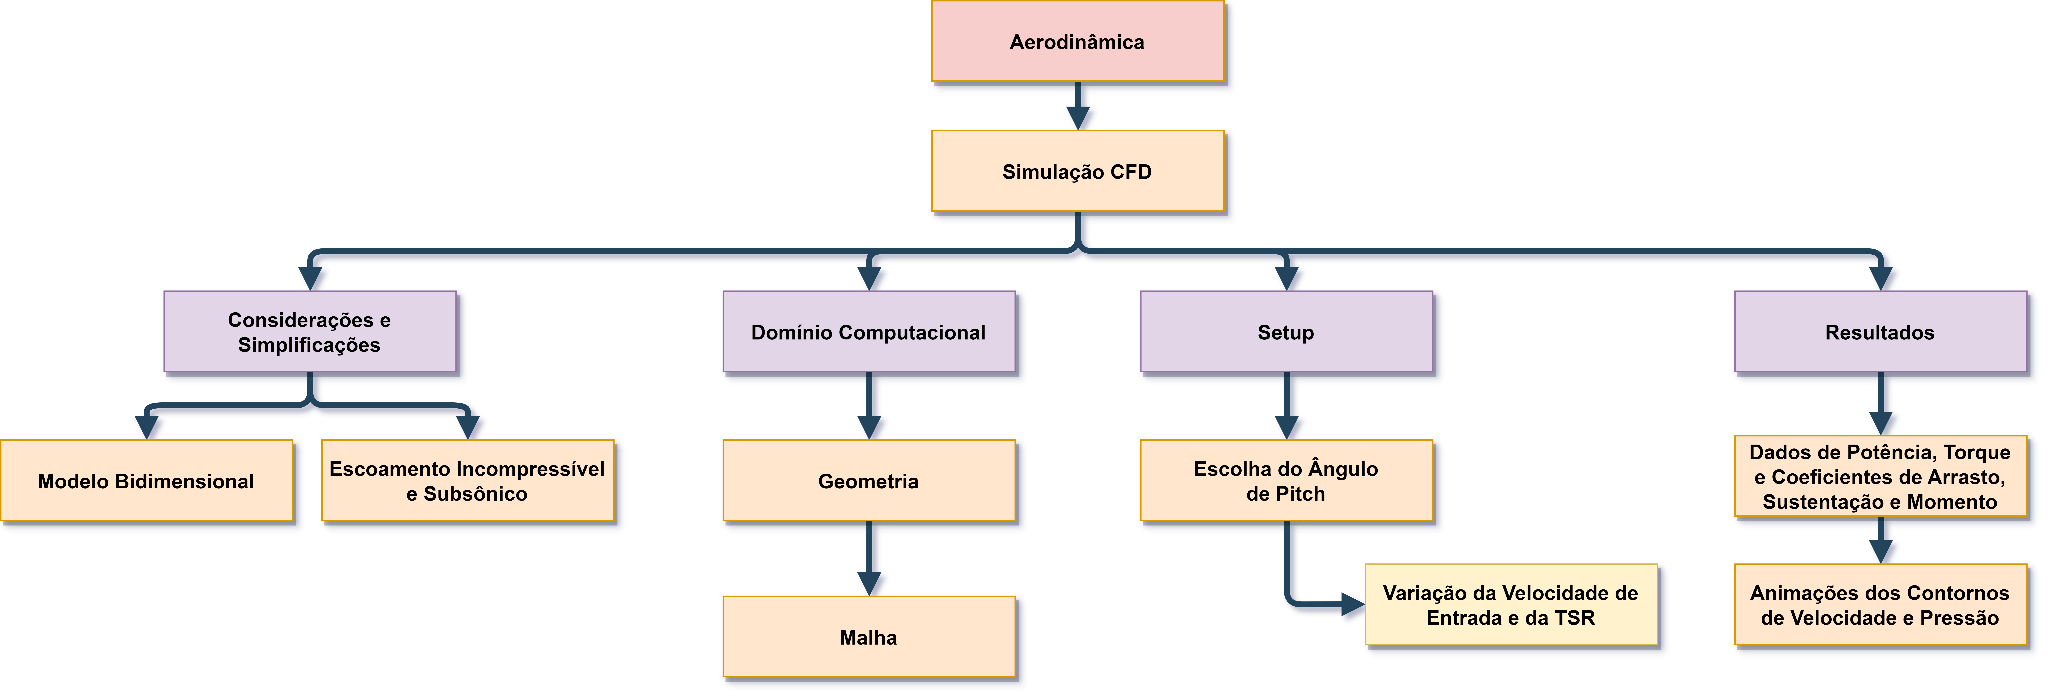 Aerodinâmica
Simulação CFD
Considerações e
Simplificações
Domínio Computacional
Setup
Resultados
Modelo Bidimensional
Escoamento Incompressível
e Subsônico
Geometria
Escolha do Ângulo
de Pitch
Dados de Potência, Torque
e Coeficientes de Arrasto,
Sustentação e Momento
Malha
Variação da Velocidade de
Entrada e da TSR
Animações dos Contornos
de Velocidade e Pressão